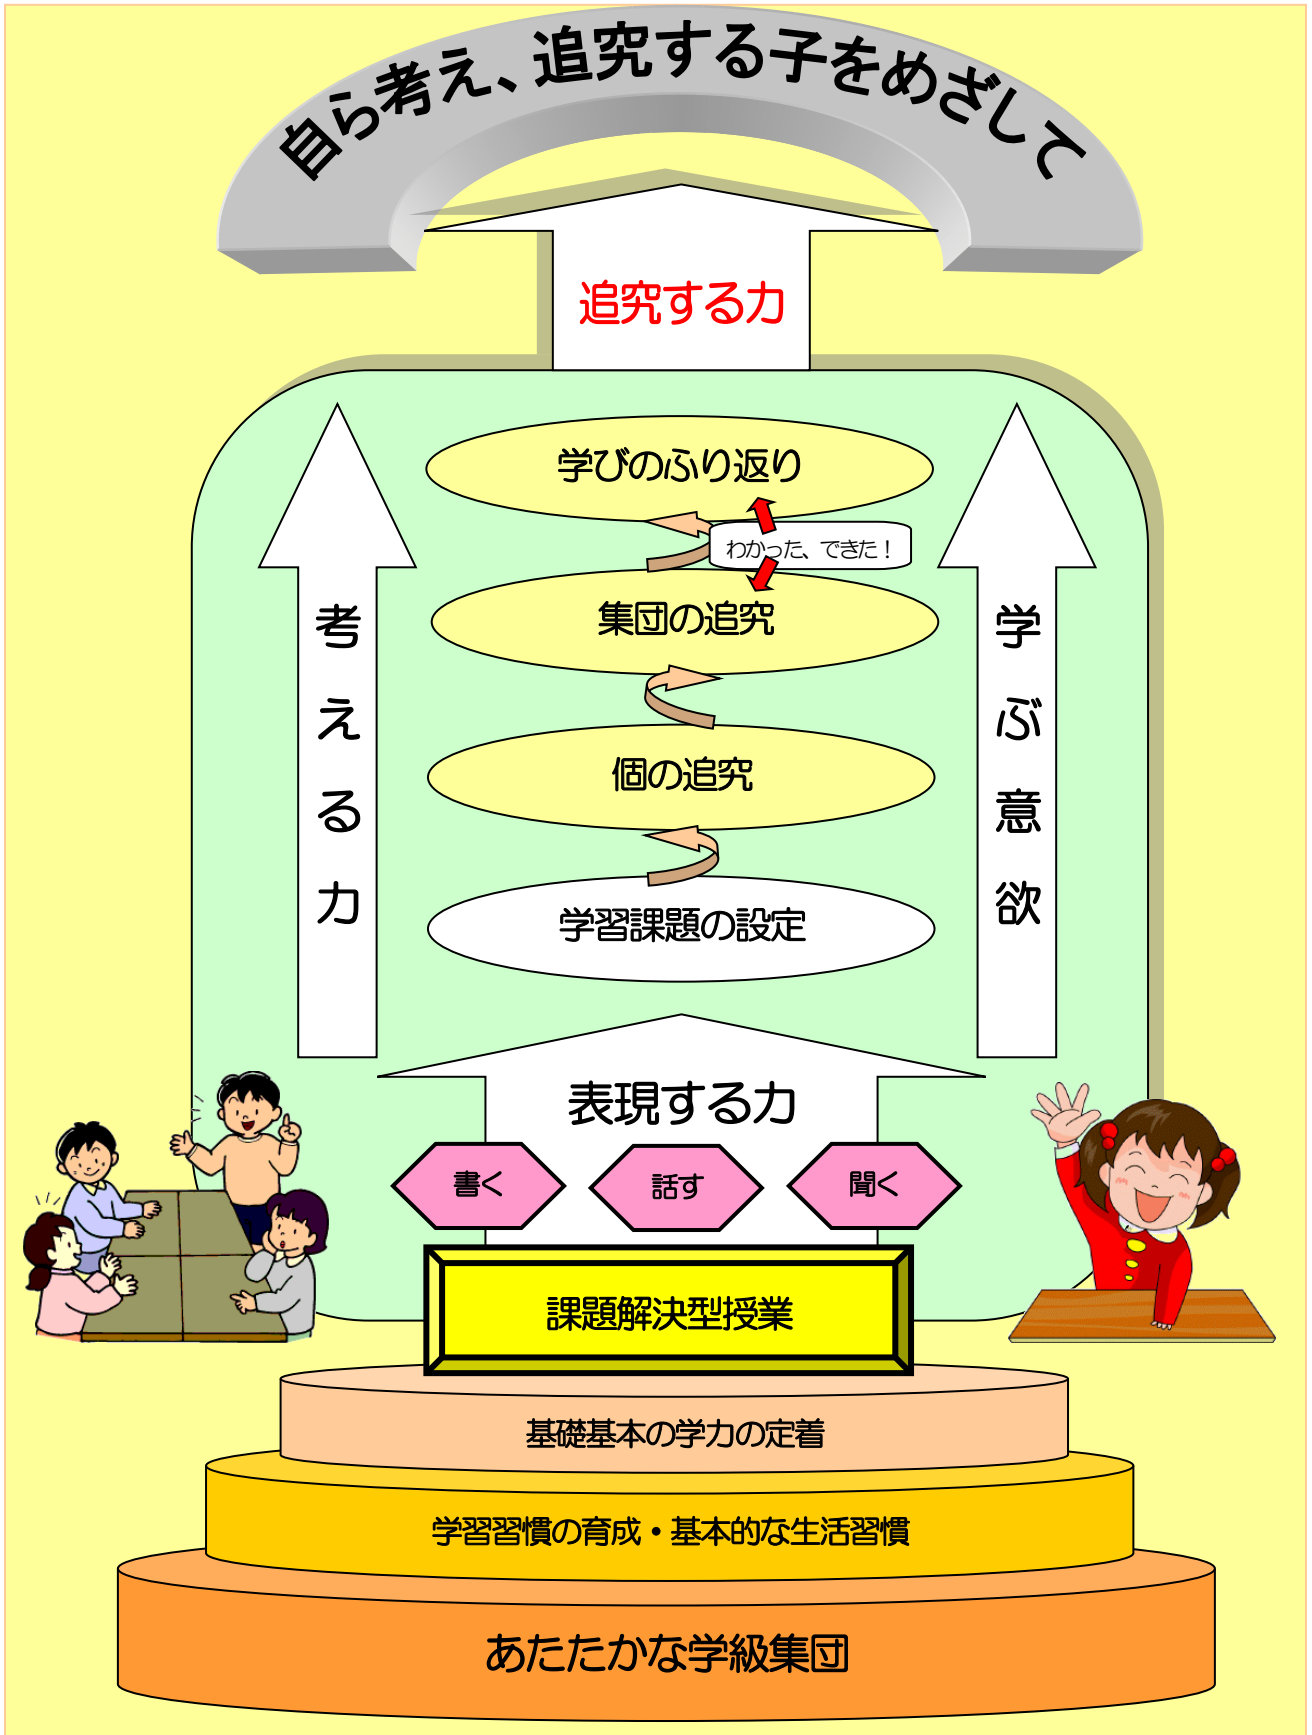 自ら考え、追究する子をめざして
追究する力
学びのふり返り
わかった、できた！
集団の追究
個の追究
学習課題の設定
考える力
学ぶ意欲
表現する力
書く
話す
聞く
課題解決型授業
基礎基本の学力の定着
学習習慣の育成・基本的な生活習慣
あたたかな学級集団